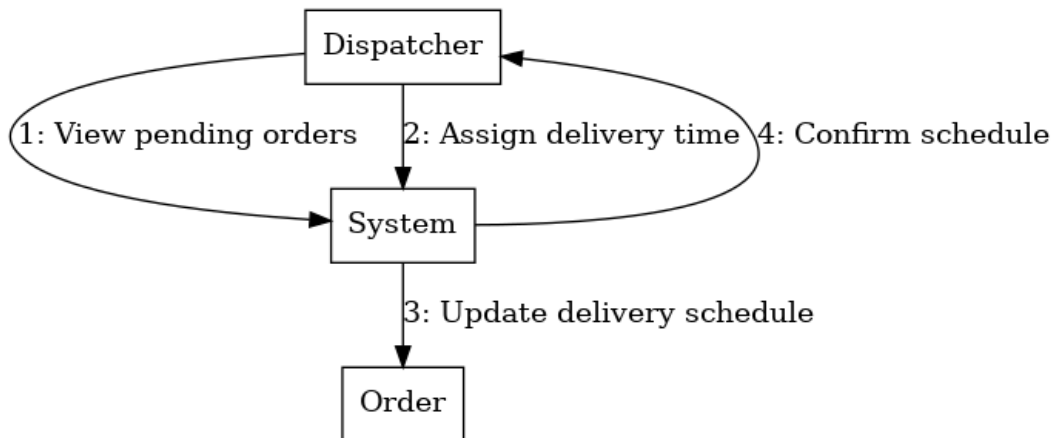 Dispatcher
1: View pending orders
2: Assign delivery time
4: Confirm schedule
System
3: Update delivery schedule
Order